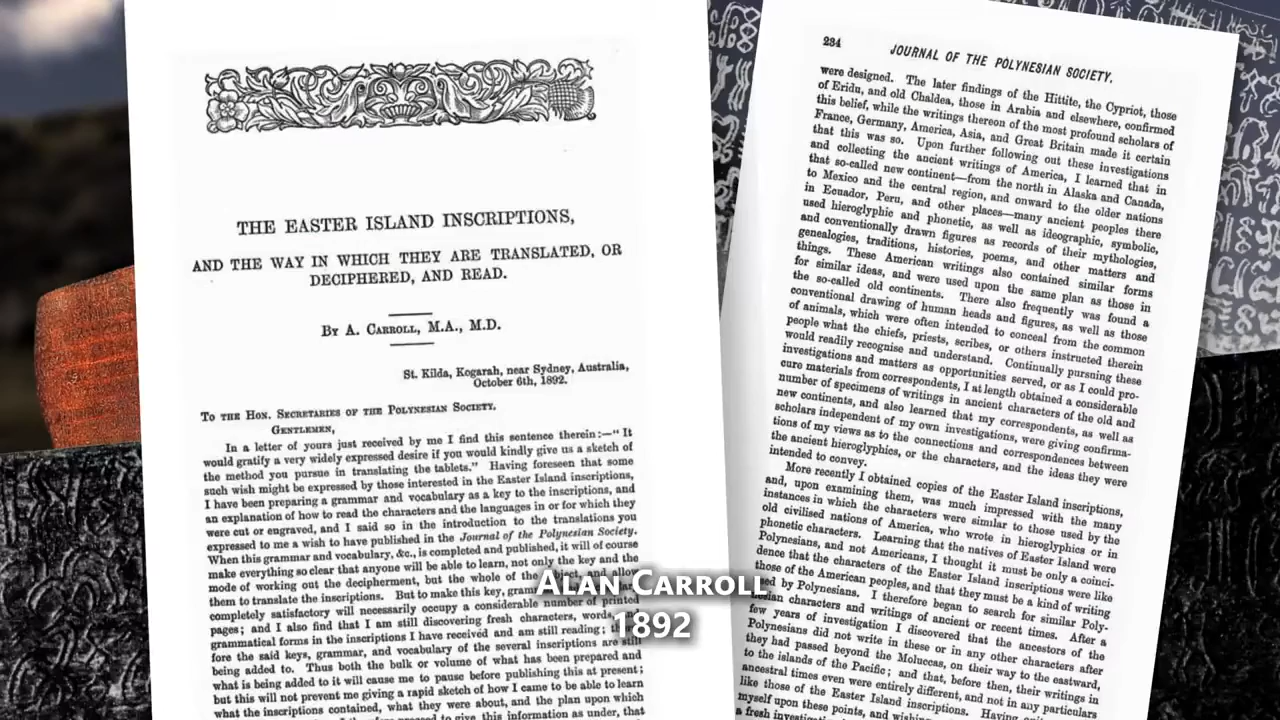 THE EASTER ISLAND INSCRIPTIONS,
AND THE WAY IN WHICH THEY ARE TRANSLATED, OR
DECIPHERED, AND READ.
By A. Carroll, M.A., M.D.
St. Kilda, Kogarah, near Sydney, Australia,
October 6th, 1892.
To the Hon. Secretaries of the Polynesian Society.
Gentlemen,
In a letter of yours just received by me I find this sentence therein:—"It
would gratify a very widely expressed desire if you would kindly give us a sketch of
the method you pursue in translating the tablets." Having foreseen that some
such wish might be expressed by those interested in the Easter Island inscriptions,
I have been preparing a grammar and vocabulary as a key to the inscriptions, and
an explanation of how to read the characters and the languages in or for which they
were cut or engraved, and I said so in the introduction to the translations you
expressed to me a wish to have published in the Journal of the Polynesian Society.
When this grammar and vocabulary, &c., is completed and published, it will of course
make everything so clear that anyone will be able to learn, not only the key and the
mode of working out the decipherment, but the whole of the and allow
them to translate the inscriptions. But to make this key,
completely satisfactory will necessarily occupy a considerable number of printed
pages; and I also find that I am still discovering fresh characters, words, and
grammatical forms in the inscriptions I have received and am still reading;
fore the said keys, grammar, and vocabulary of the several inscriptions are still
being added to. Thus both the bulk or volume of what has been prepared and
what is being added to it will cause me to pause before publishing this at present;
but this will not prevent me giving a rapid sketch of how I came to be able to learn
what the inscriptions contained, what they were about, and the plan upon which
to give this information as under, that
234
JOURNAL OF THE POLYNESIAN SOCIETY.
were designed. The later findings of the Hittite, the Cypriot, those
of Eridu, and old Chaldea, those in Arabia and elsewhere, confirmed
this belief, while the writings thereon of the most profound scholars of
France, Germany, America, Asia, and Great Britain made it certain
that this was so. Upon further following out these investigations
and collecting the ancient writings of America, I learned that in
that so-called new continent—from the north in Alaska and Canada,
to Mexico and the central region, and onward to the older nations
in Ecuador, Peru, and other places—many ancient peoples there
used hieroglyphic and phonetic, as well as ideographic, symbolic,
and conventionally drawn figures as records of their mythologies,
genealogies, traditions, histories, poems, and other matters and
things. These American writings also contained similar forms
for similar ideas, and were used upon the same plan as those in
the so-called old continents. There also frequently was found a
conventional drawing of human heads and figures, as well as those
of animals, which were often intended to conceal from the common
people what the chiefs, priests, scribes, or others instructed therein
would readily recognise and understand. Continually pursuing these
investigations and matters as opportunities served, or as I could pro-
cure materials from correspondents, I at length obtained a considerable
number of specimens of writings in ancient characters of the old and
new continents, and also learned that my correspondents, as well as
scholars independent of my own investigations, were giving confirma-
tions of my views as to the connections and correspondences between
the ancient hieroglyphics, or the characters, and the ideas they were
intended to convey.
More recently I obtained copies of the Easter Island inscriptions,
and, upon examining them, was much impressed with the many
instances in which the characters were similar to those used by the
old civilised nations of America, who wrote in hieroglyphics or in
phonetic characters. Learning that the natives of Easter Island were
Polynesians, and not Americans, I thought it must be only a coinci-
dence that the characters of the Easter Island inscriptions were like
those of the American peoples, and that they must be a kind of writing
used by Polynesians. I therefore began to search for similar Poly-
nesian characters and writings of ancient or recent times. After a
few years of investigation I discovered that the ancestors of the
Polynesians did not write in these or in any other characters after
they had passed beyond the Moluccas, on their way to the eastward,
to the islands of the Pacific; and that, before then, their writings in
ancestral times even were entirely different, and not in any particulars
like those of the Easter Island inscriptions. Having
myself upon these points, and wishing
a fresh
Alan Carroll
1892